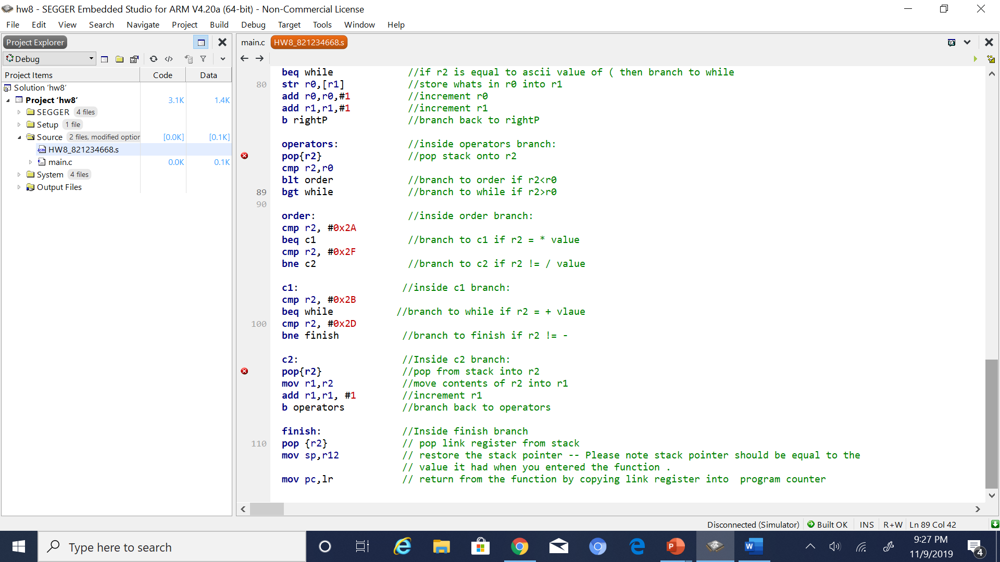 hw8 - SEGGER Embedded Studio for ARM V4.20a (64-bit) - Non-Commercial License
File Edit View Search Navigate Project Build Debug Target Tools Window Help
Project Explorer
Debug
Project Items Code Data
Solution ‘hw8’
Project ‘hw8’ 3.1K 1.4K
SEGGER 4 files
Setup 1 file
Source 2 files, modified option [0.0K] [0.1K]
asm HW8_821234668.s
main.c 0.0K 0.1K
System 4 files
Output Files
main.c HW8_821234668.s
beq while //if r2 is equal to ascii value of ( then branch to while
80 str r0,[r1] //store whats in r0 into r1
add r0,r0,#1 //increment r0
add r1,r1,#1 //increment r1
b rightP //branch back to rightP
operators: //inside operators branch:
pop{r2} //pop stack onto r2
cmp r2,r0
blt order //branch to order if r2<r0
89 bgt while //branch to while if r2>r0
90
order: //inside order branch:
cmp r2, #0x2A
beq c1 //branch to c1 if r2 = * value
cmp r2, #0x2F
bne c2 //branch to c2 if r2 != / value
c1: //inside c1 branch:
cmp r2, #0x2B
beq while //branch to while if r2 = + vlaue
100 cmp r2, #0x2D
bne finish //branch to finish if r2 != -
c2: //Inside c2 branch:
pop{r2} //pop from stack into r2
mov r1,r2 //move contents of r2 into r1
add r1,r1, #1 //increment r1
b operators //branch back to operators
finish: //Inside finish branch
110 pop {r2} // pop link register from stack
mov sp,r12 // restore the stack pointer -- Please note stack pointer should be equal to the
// value it had when you entered the function .
mov pc,lr // return from the function by copying link register into  program counter
Disconnected (Simulator) Built OK INS R+W Ln 89 Col 42
Type here to search
9:27 PM
11/9/2019
4